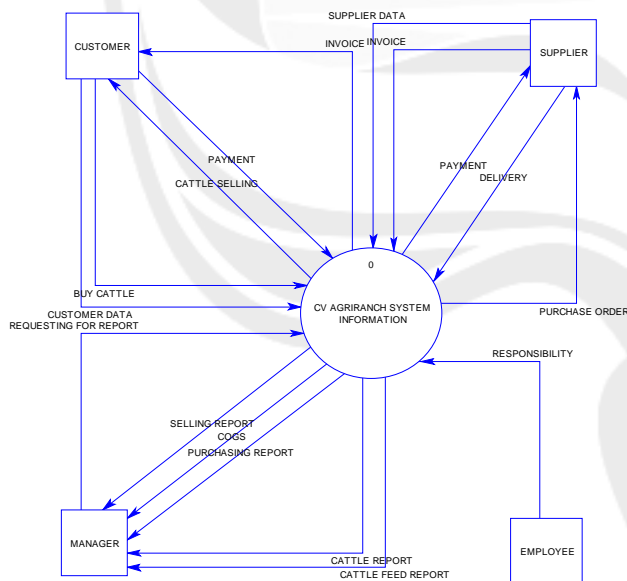 SUPPLIER DATA
CUSTOMER
INVOICE
INVOICE
SUPPLIER
PAYMENT
CATTLE SELLING
PAYMENT
DELIVERY
0
BUY CATTLE
CV AGRIRANCH SYSTEM
INFORMATION
PURCHASE ORDER
CUSTOMER DATA
REQUESTING FOR REPORT
RESPONSIBILITY
SELLING REPORT
COGS
PURCHASING REPORT
MANAGER
EMPLOYEE
CATTLE REPORT
CATTLE FEED REPORT